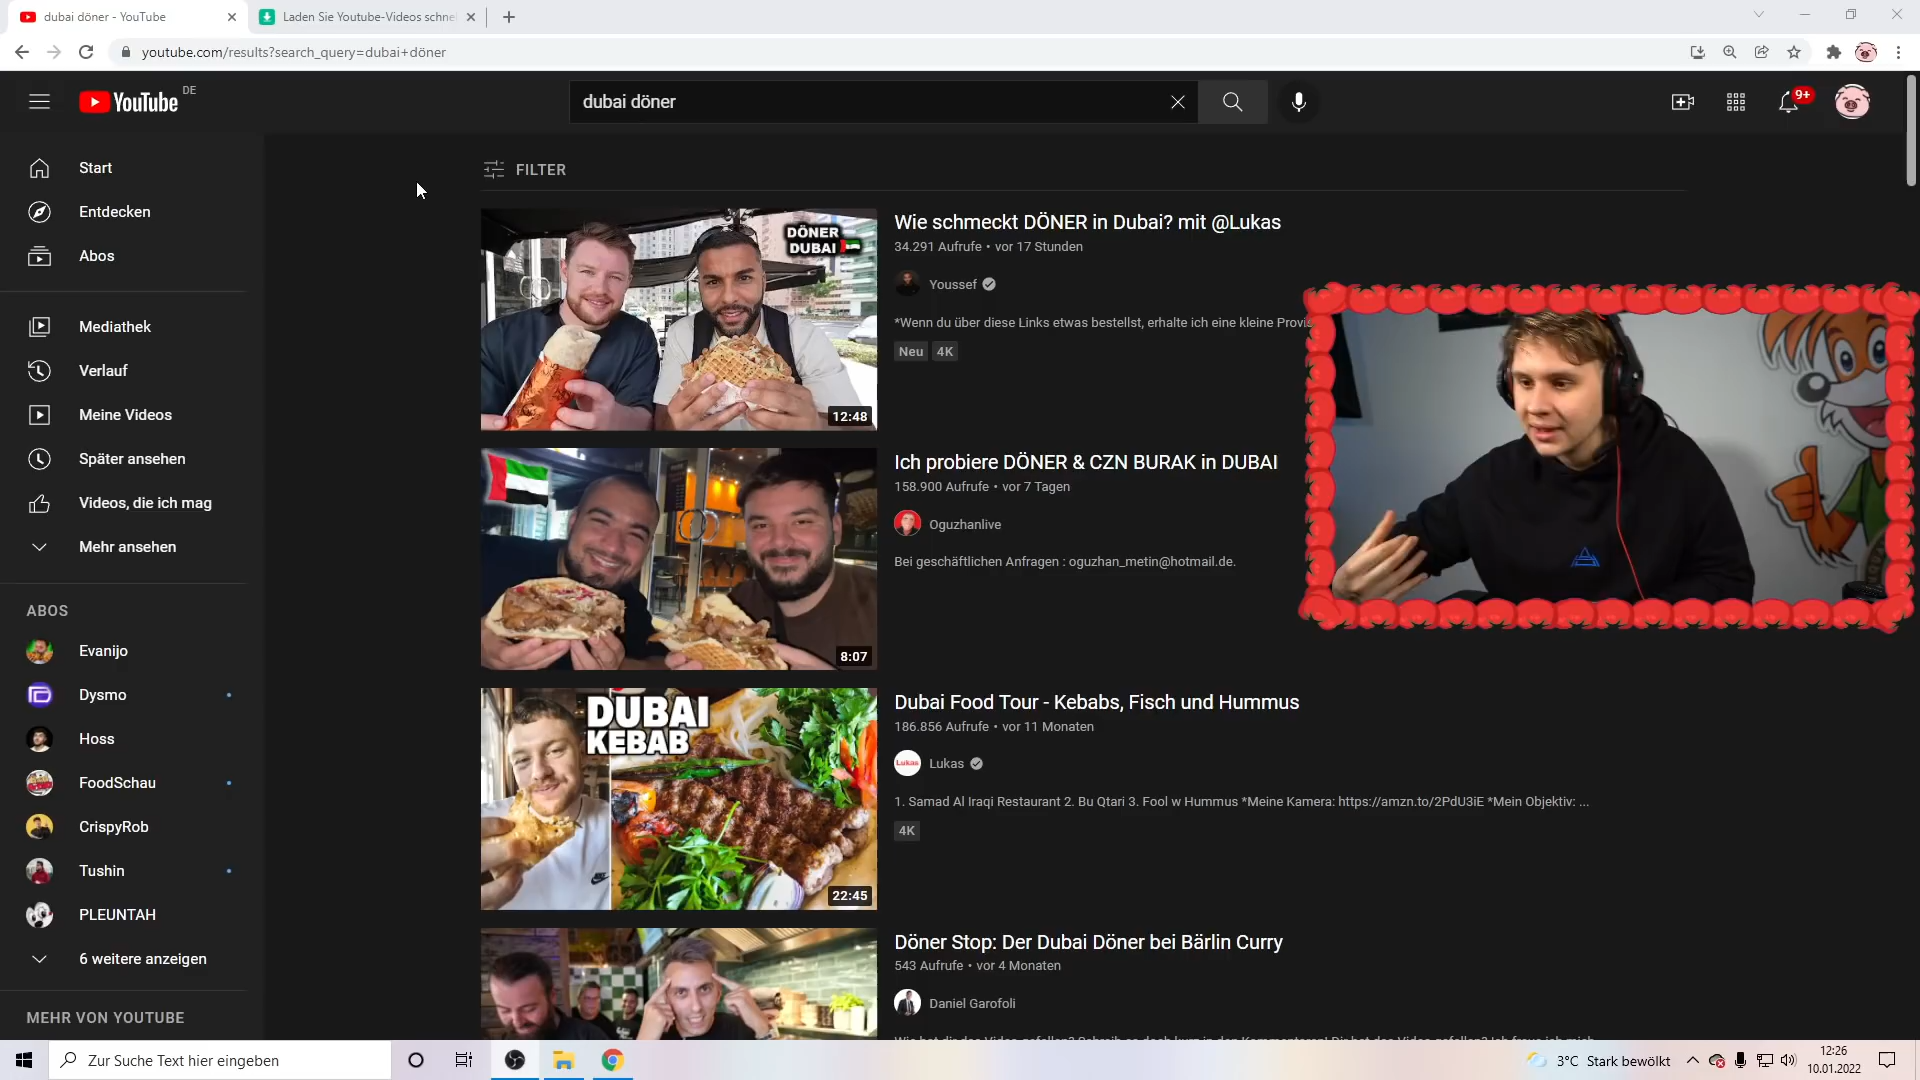 dubai döner - YouTube
Laden Sie Youtube-Videos schne
youtube.com/results?search_query=dubai+döner
YouTube DE
dubai döner
9+
Start
Entdecken
Abos
Mediathek
Verlauf
Meine Videos
Später ansehen
Videos, die ich mag
Mehr ansehen
ABOS
Evanijo
Dysmo
Hoss
FoodSchau
CrispyRob
Tushin
PLEUNTAH
6 weitere anzeigen
MEHR VON YOUTUBE
FILTER
DÖNER
DUBAI
12:48
Wie schmeckt DÖNER in Dubai? mit @Lukas
34.291 Aufrufe • vor 17 Stunden
Youssef
*Wenn du über diese Links etwas bestellst, erhalte ich eine kleine Provis
Neu 4K
8:07
Ich probiere DÖNER & CZN BURAK in DUBAI
158.900 Aufrufe • vor 7 Tagen
Oguzhanlive
Bei geschäftlichen Anfragen : oguzhan_metin@hotmail.de.
DUBAI
KEBAB
22:45
Dubai Food Tour - Kebabs, Fisch und Hummus
186.856 Aufrufe • vor 11 Monaten
Lukas
Lukas
1. Samad Al Iraqi Restaurant 2. Bu Qtari 3. Fool w Hummus *Meine Kamera: https://amzn.to/2PdU3iE *Mein Objektiv: ...
4K
Döner Stop: Der Dubai Döner bei Bärlin Curry
543 Aufrufe • vor 4 Monaten
Daniel Garofoli
Zur Suche Text hier eingeben
3°C Stark bewölkt
12:26
10.01.2022